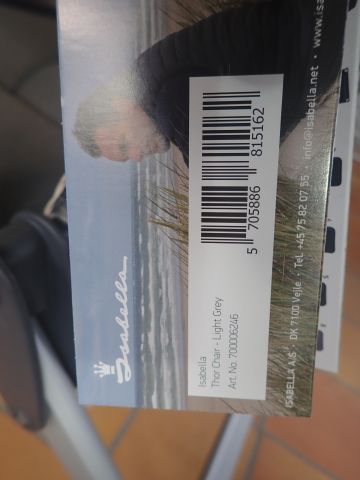 Isabella
Isabella
Thor Chair - Light Grey
Art. No. 700006246
5 705886 815162
ISABELLA A/S • DK 7100 Vejle • Tel +45 75 82 07 55 • info@isabella.net • www.isa